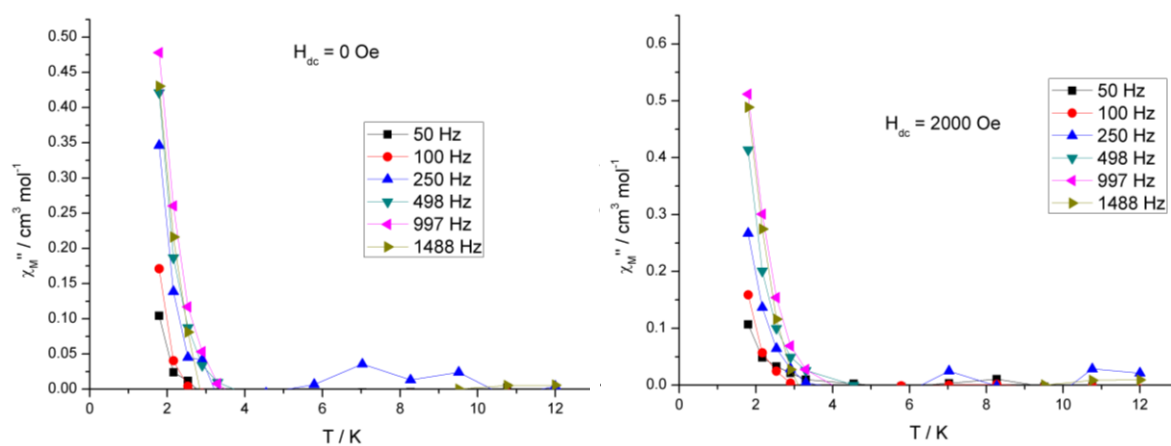 0.50
0.45
0.40
0.35
0.30
0.25
0.20
0.15
0.10
0.05
0.00
χM'' / cm³ mol⁻¹
Hdc = 0 Oe
50 Hz
100 Hz
250 Hz
498 Hz
997 Hz
1488 Hz
0 2 4 6 8 10 12
T / K
0.6
0.5
0.4
0.3
0.2
0.1
0.0
χM'' / cm³ mol⁻¹
Hdc = 2000 Oe
50 Hz
100 Hz
250 Hz
498 Hz
997 Hz
1488 Hz
0 2 4 6 8 10 12
T / K